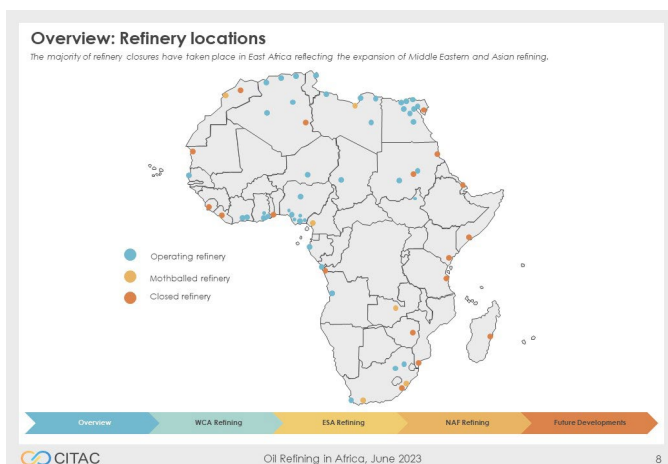 Overview: Refinery locations
The majority of refinery closures have taken place in East Africa reflecting the expansion of Middle Eastern and Asian refining.
Operating refinery
Mothballed refinery
Closed refinery
Overview
WCA Refining
ESA Refining
NAF Refining
Future Developments
CITAC
Oil Refining in Africa, June 2023
8